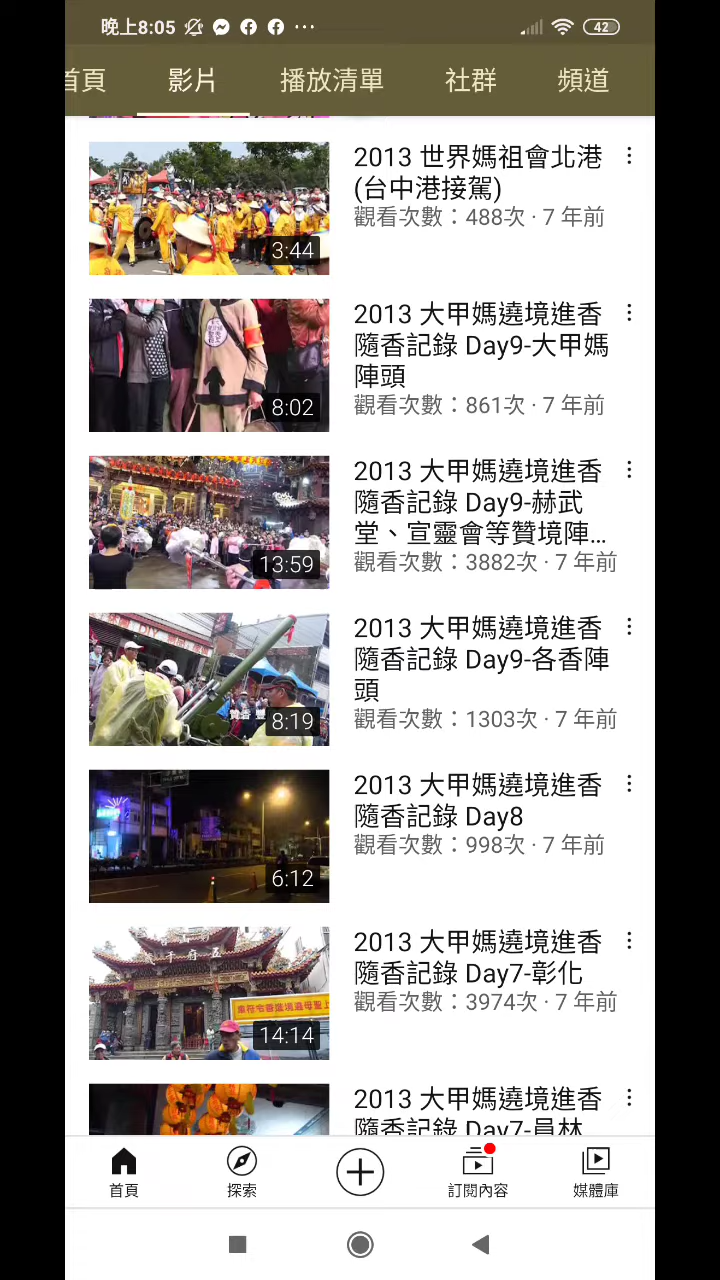 晚上8:05
42
首頁 影片 播放清單 社群 頻道
2013 世界媽祖會北港
(台中港接駕)
觀看次數：488次 · 7 年前
3:44
2013 大甲媽遶境進香
隨香記錄 Day9-大甲媽
陣頭
觀看次數：861次 · 7 年前
8:02
2013 大甲媽遶境進香
隨香記錄 Day9-赫武
堂、宣靈會等贊境陣...
觀看次數：3882次 · 7 年前
13:59
2013 大甲媽遶境進香
隨香記錄 Day9-各香陣
頭
觀看次數：1303次 · 7 年前
8:19
2013 大甲媽遶境進香
隨香記錄 Day8
觀看次數：998次 · 7 年前
6:12
2013 大甲媽遶境進香
隨香記錄 Day7-彰化
觀看次數：3974次 · 7 年前
14:14
2013 大甲媽遶境進香
隨香記錄 Day7-員林
首頁 探索 訂閱內容 媒體庫